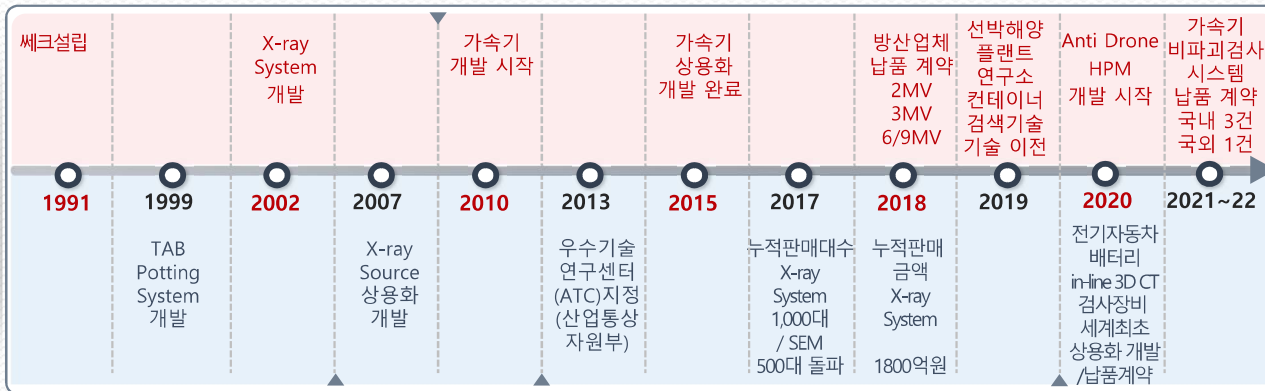 쎄크설립
X-ray
System
개발
가속기
개발 시작
가속기
상용화
개발 완료
방산업체
납품 계약
2MV
3MV
6/9MV
선박해양
플랜트
연구소
컨테이너
검색기술
기술 이전
Anti Drone
HPM
개발 시작
가속기
비파괴검사
시스템
납품 계약
국내 3건
국외 1건
1991
1999
2002
2007
2010
2013
2015
2017
2018
2019
2020
2021~22
TAB
Potting
System
개발
X-ray
Source
상용화
개발
우수기술
연구센터
(ATC)지정
(산업통상
자원부)
누적판매대수
X-ray
System
1,000대
/ SEM
500대 돌파
누적판매
금액
X-ray
System
1800억원
전기자동차
배터리
in-line 3D CT
검사장비
세계최초
상용화 개발
/납품계약